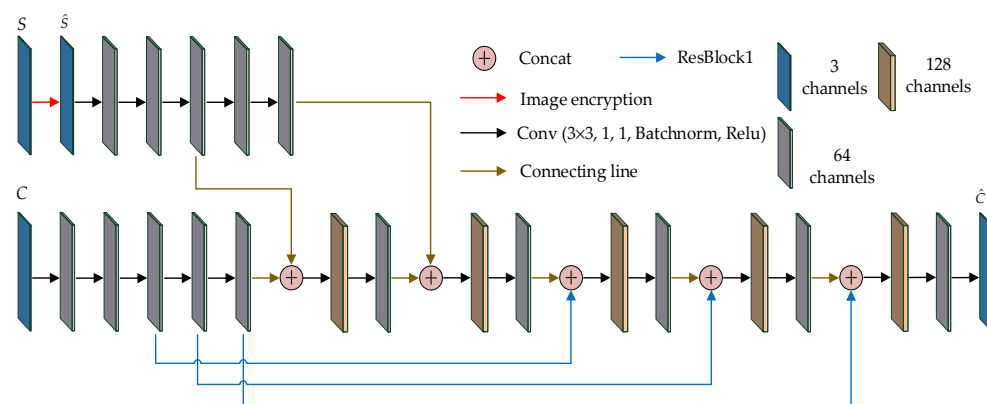 S
Ŝ
Concat
ResBlock1
3
channels
128
channels
Image encryption
Conv (3×3, 1, 1, Batchnorm, Relu)
64
channels
Connecting line
C
Ĉ